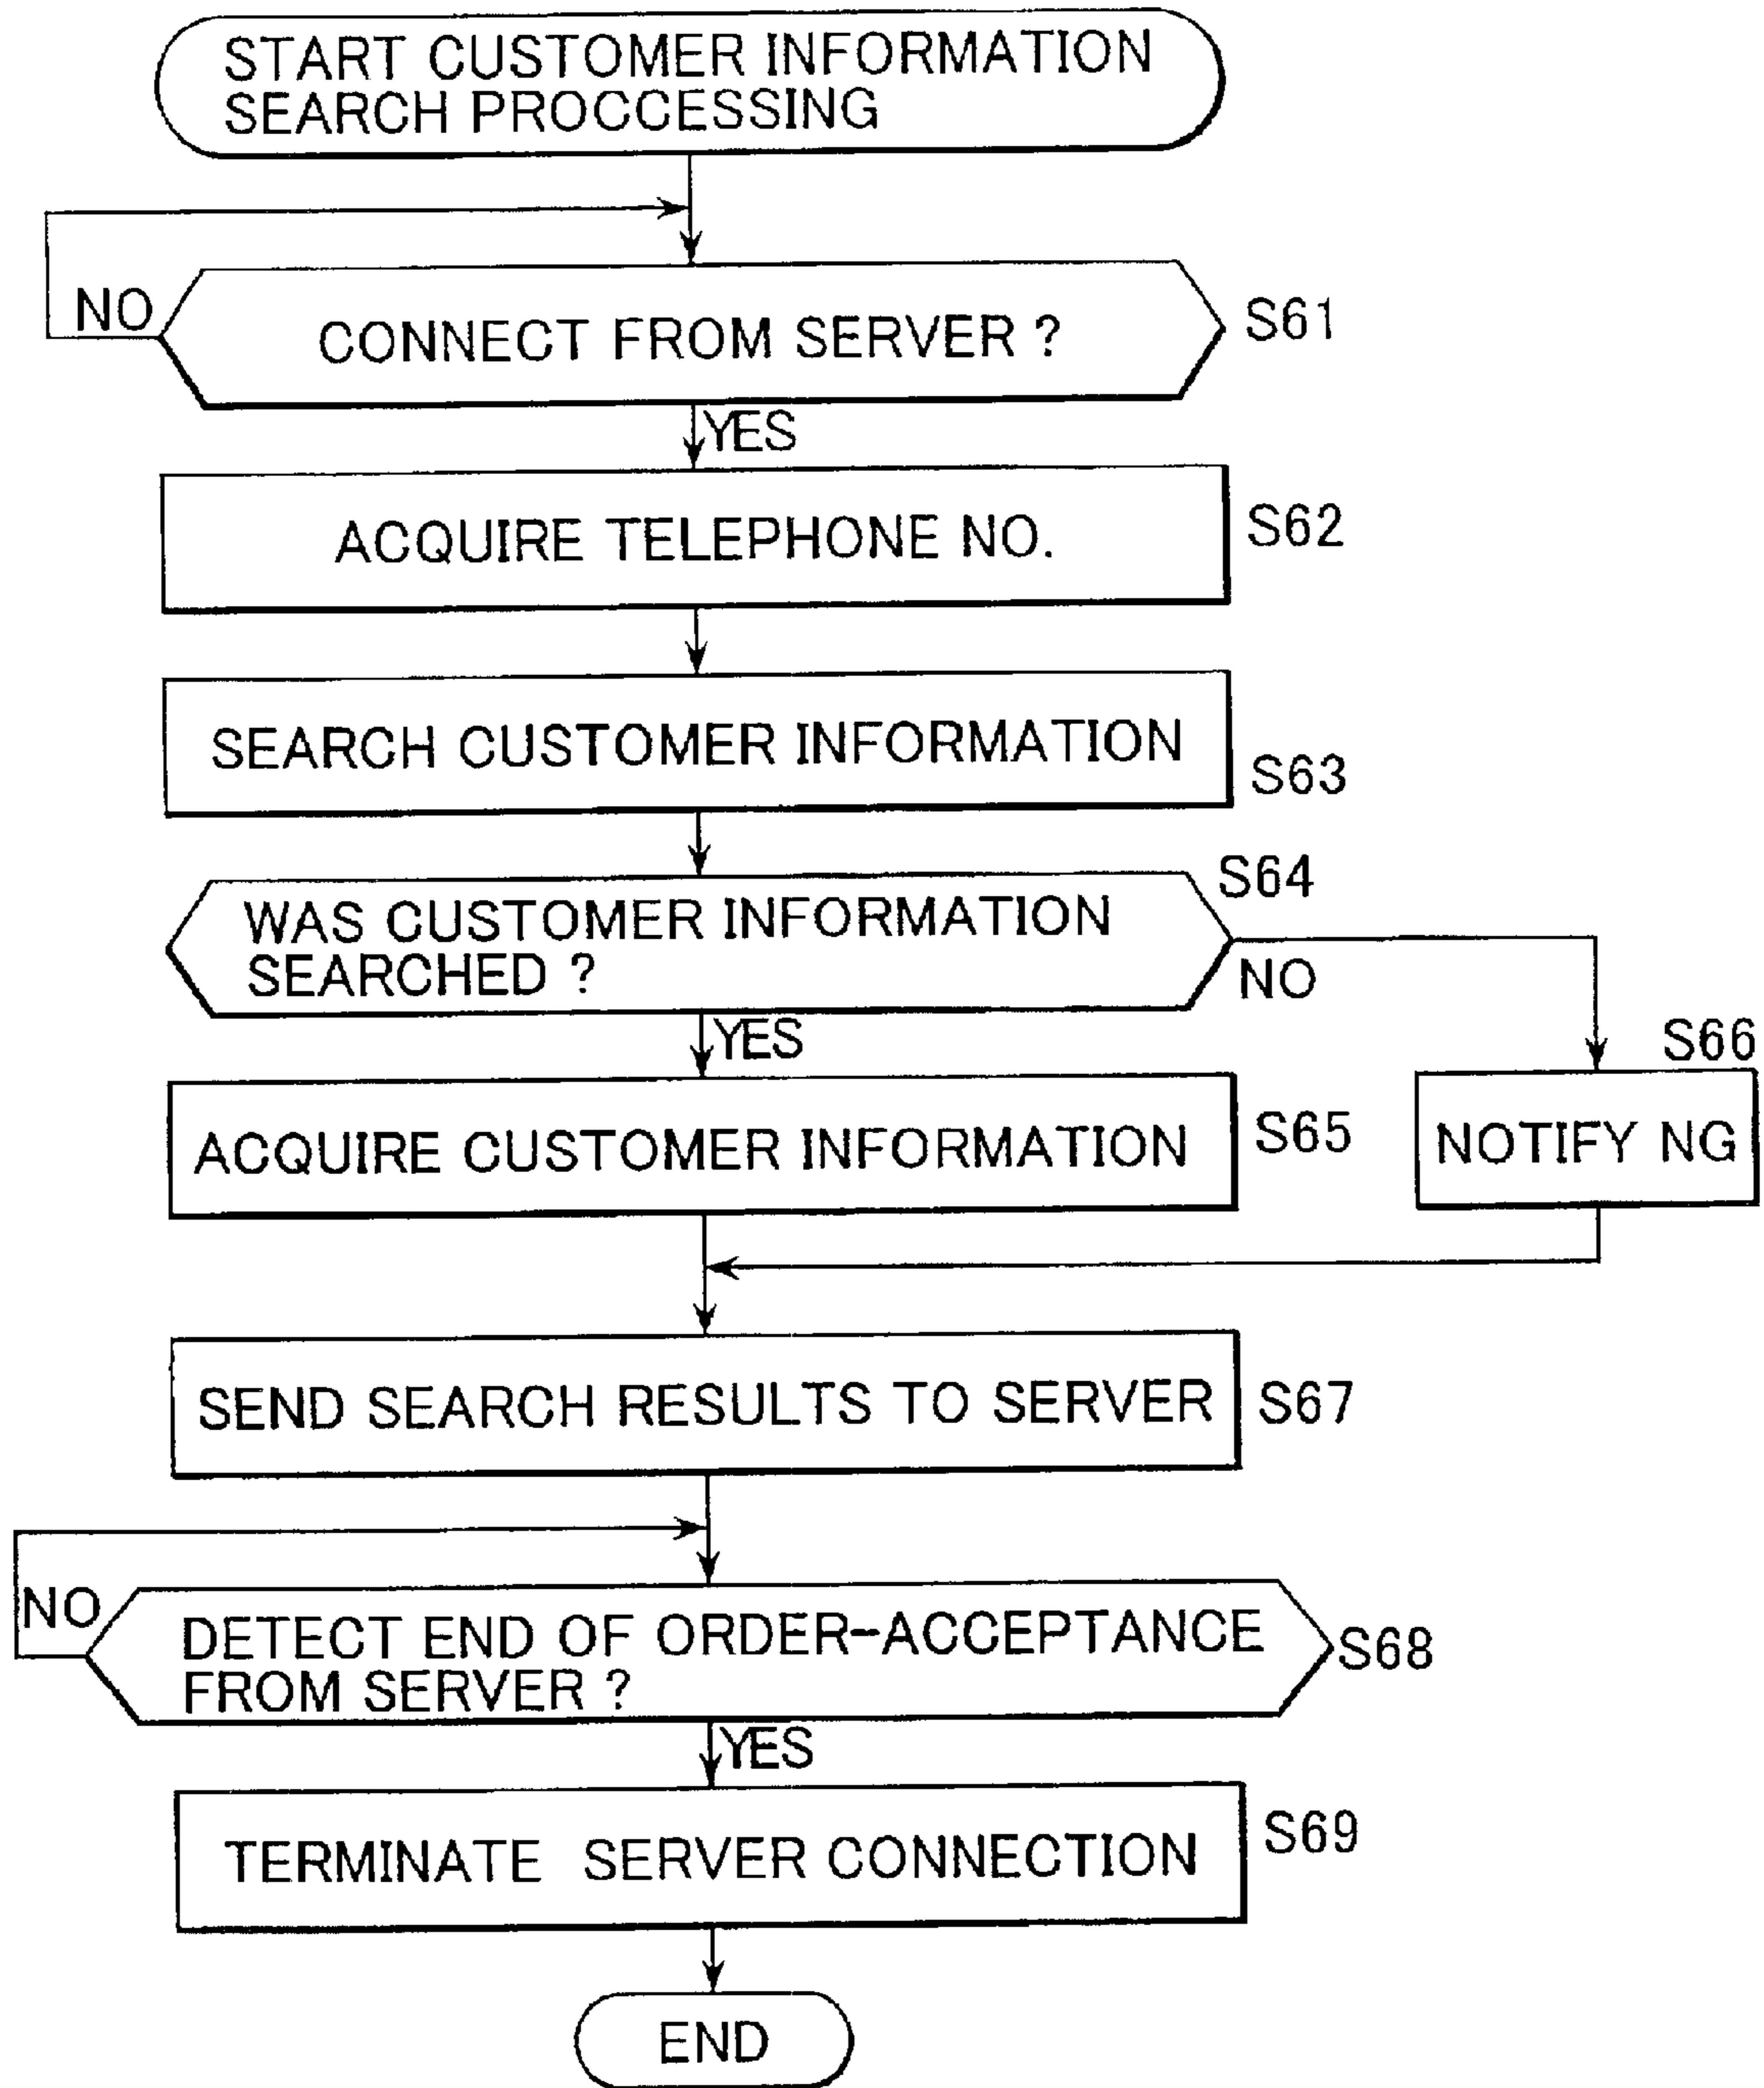 START CUSTOMER INFORMATION
SEARCH PROCCESSING
NO
CONNECT FROM SERVER ?
S61
YES
ACQUIRE TELEPHONE NO.
S62
SEARCH CUSTOMER INFORMATION
S63
S64
WAS CUSTOMER INFORMATION
SEARCHED ?
NO
YES
S66
ACQUIRE CUSTOMER INFORMATION
S65
NOTIFY NG
SEND SEARCH RESULTS TO SERVER
S67
NO
DETECT END OF ORDER-ACCEPTANCE
FROM SERVER ?
S68
YES
TERMINATE SERVER CONNECTION
S69
END